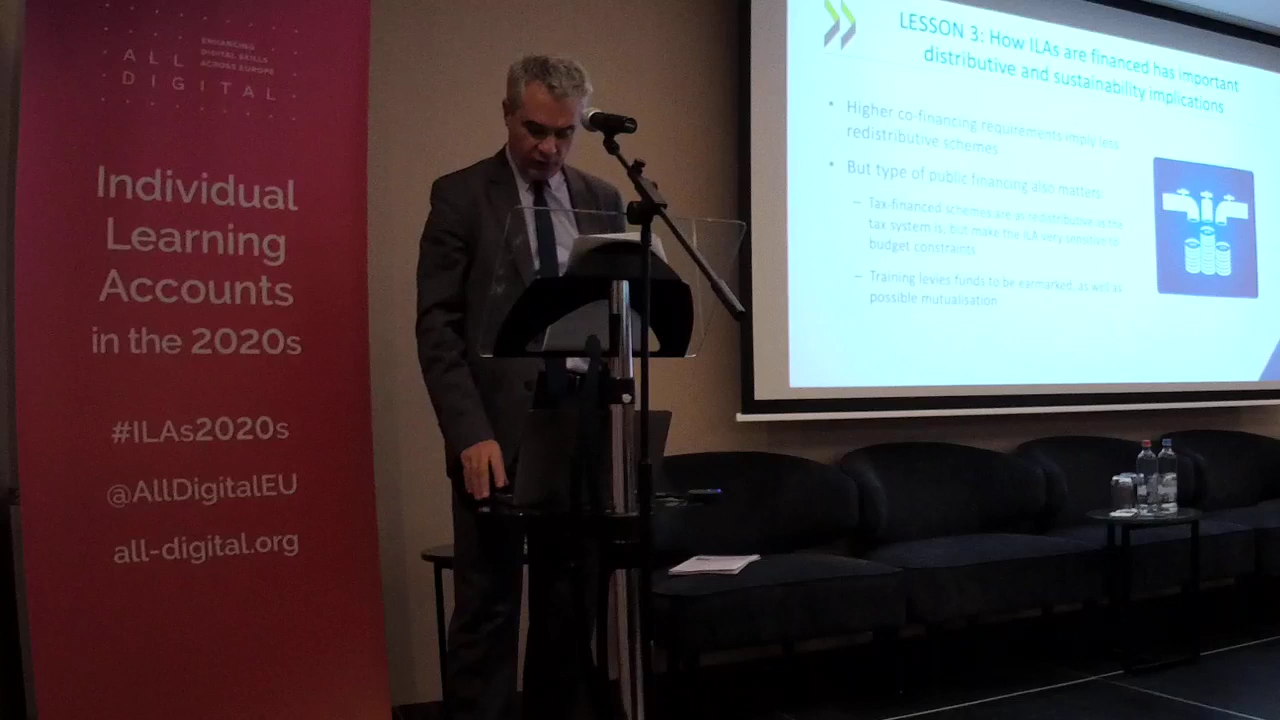 ALL
DIGITAL
ENHANCING
DIGITAL SKILLS
ACROSS EUROPE
Individual
Learning
Accounts
in the 2020s
#ILAs2020s
@AllDigitalEU
all-digital.org
LESSON 3: How ILAs are financed has important
distributive and sustainability implications
• Higher co-financing requirements imply less
redistributive schemes
• But type of public financing also matters:
– Tax-financed schemes are as redistributive as the
tax system is, but make the ILA very sensitive to
budget constraints
– Training levies funds to be earmarked, as well as
possible mutualisation